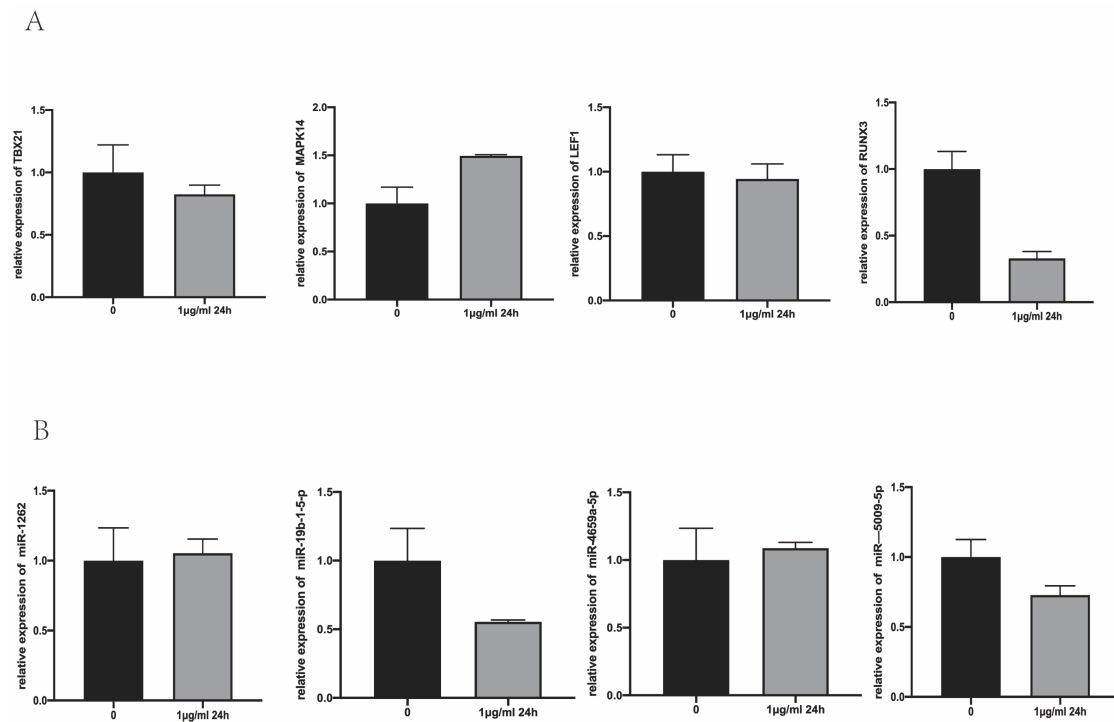 A
relative expression of TBX21
1.5
1.0
0.5
0.0
0
1μg/ml 24h
relative expression of MAPK14
2.0
1.5
1.0
0.5
0.0
0
1μg/ml 24h
relative expression of LEF1
1.5
1.0
0.5
0.0
0
1μg/ml 24h
relative expression of RUNX3
1.5
1.0
0.5
0.0
0
1μg/ml 24h
B
relative expression of miR-1262
1.5
1.0
0.5
0.0
0
1μg/ml 24h
relative expression of miR-19b-1-5-p
1.5
1.0
0.5
0.0
0
1μg/ml 24h
relative expression of miR-4659a-5p
1.5
1.0
0.5
0.0
0
1μg/ml 24h
relative expression of miR—5009-5p
1.5
1.0
0.5
0.0
0
1μg/ml 24h